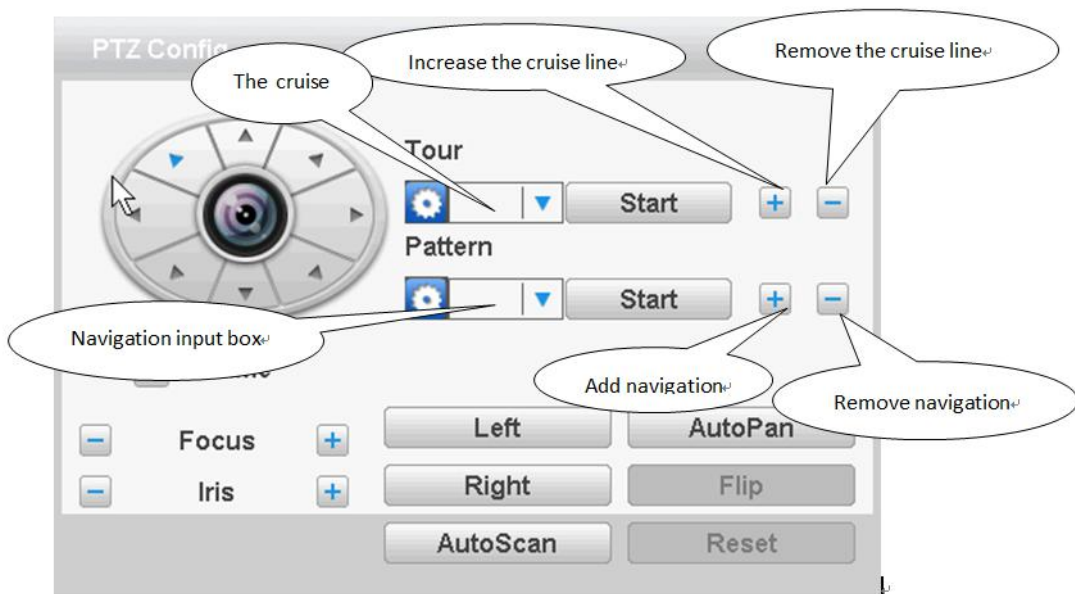 PTZ Config
The cruise
Increase the cruise line
Remove the cruise line
Tour
Start
Pattern
Start
Navigation input box
Add navigation
Remove navigation
Focus
Iris
Left
AutoPan
Right
Flip
AutoScan
Reset